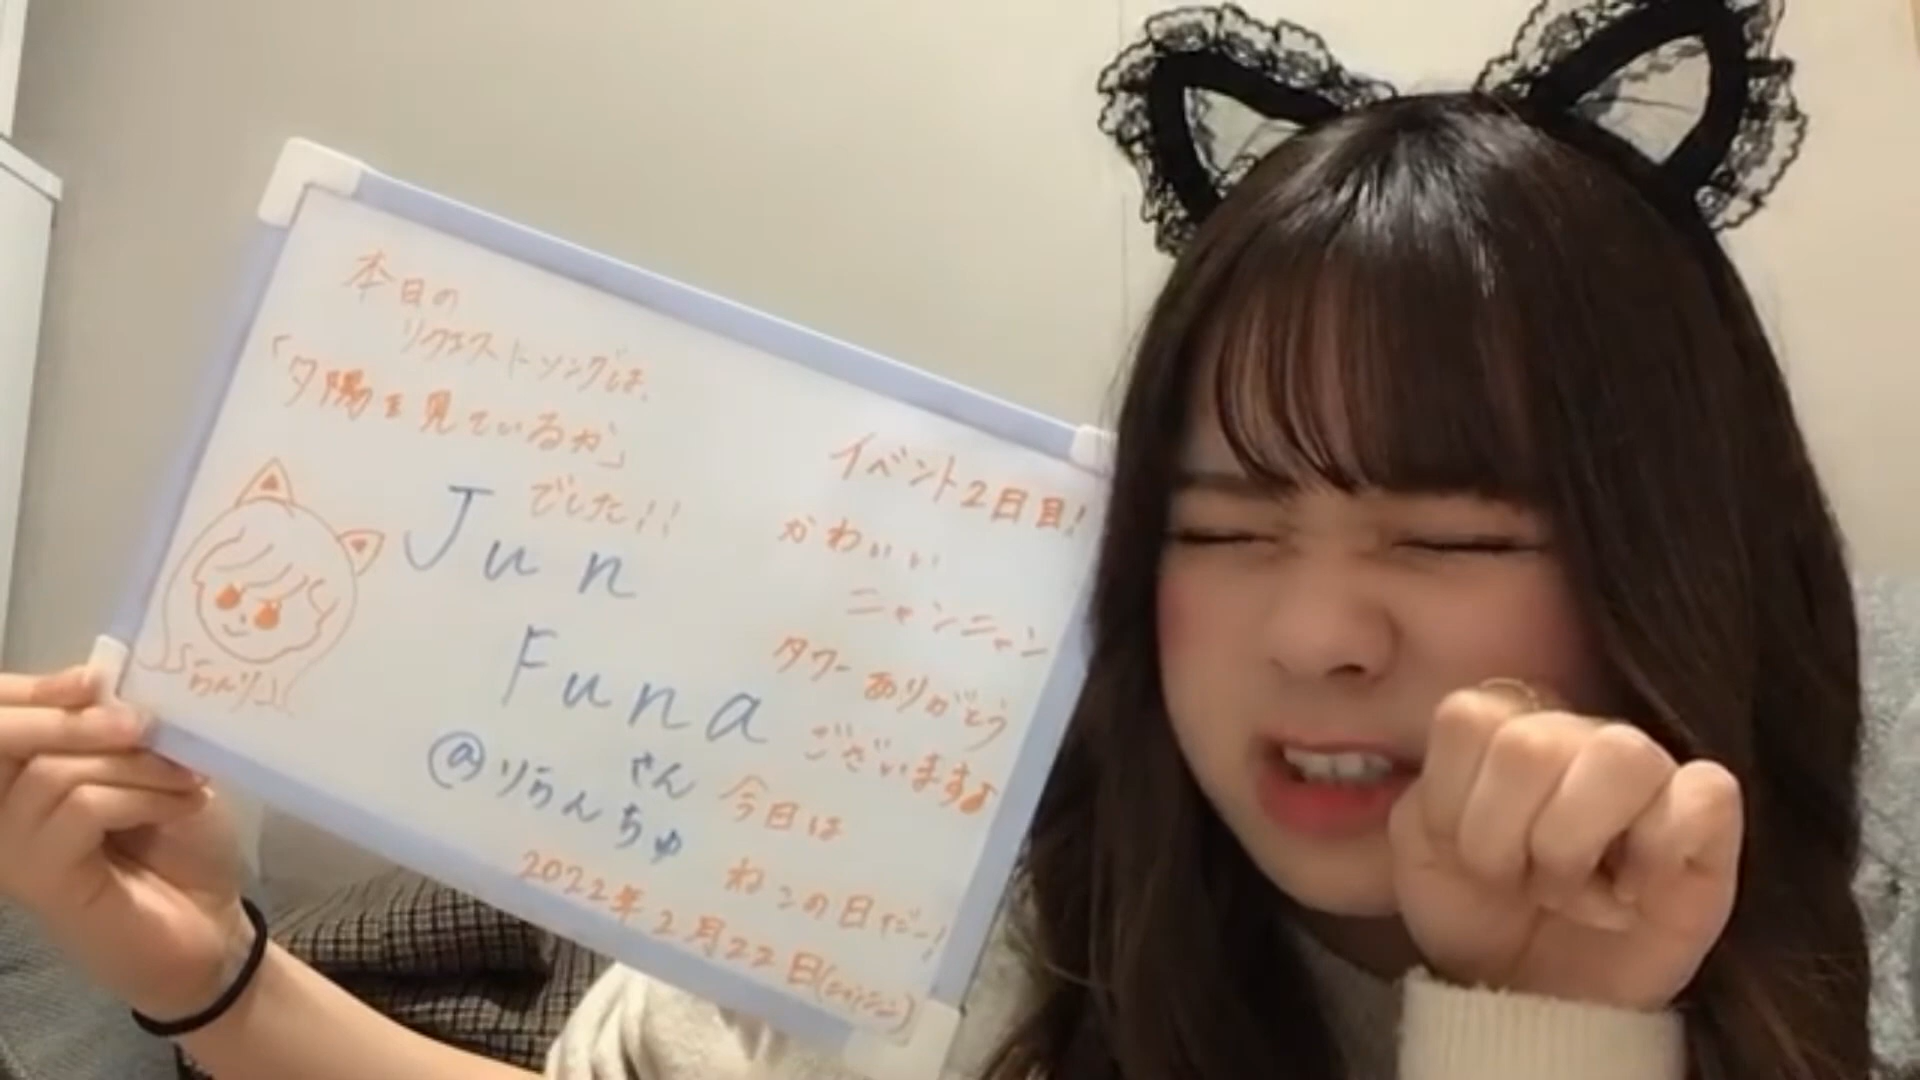 本日の
リクエストソングは、
「夕陽を見ているか」
でした!!
Jun
Funa
さん
@りらんちゅ
イベント2日目!
かわいい
ニャンニャン
タワーありがとう
ございます♪
今日は
ねこの日だー!
2022年2月22日